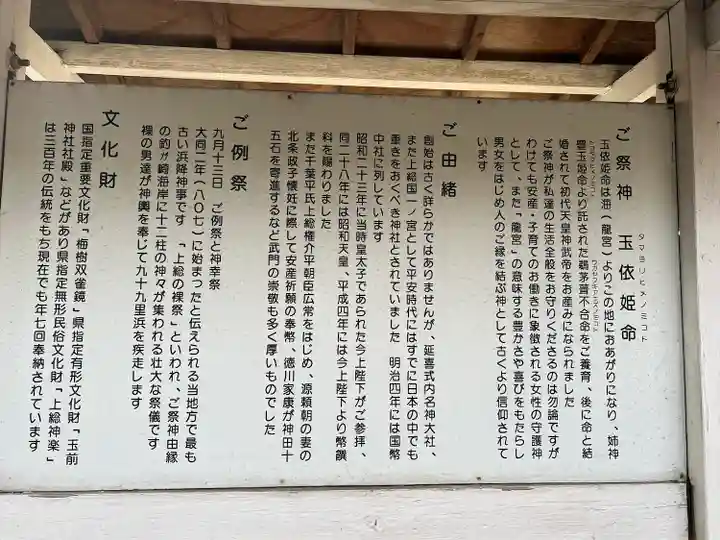 ご祭神　玉依姫命
タマヨリヒメノミコト
玉依姫命は海（龍宮）よりこの地におあがりになり、姉神
豊玉姫命より託された鵜茅葺不合命をご養育、後に命と結
婚されて初代天皇神武帝をお産みになられました
ご祭神が私達の生活全般をお守りくださるのは勿論ですが
わけても安産・子育てのお働きに象徴される女性の守護神
として、また「龍宮」の意味する豊かさや喜びをもたらし
男女をはじめ人のご縁を結ぶ神として古くより信仰されて
います
ご由緒
創始は古く詳らかではありませんが、延喜式内名神大社、
また上総国一ノ宮として平安時代にはすでに日本の中でも
重きをおくべき神社とされていました　明治四年には国幣
中社に列しています
昭和二十三年に当時皇太子であられた今上陛下がご参拝、
同二十八年には昭和天皇、平成四年には今上陛下より幣饌
料を賜わりました
また千葉平氏上総権介平朝臣広常をはじめ、源頼朝の妻の
北条政子懐妊に際して安産祈願の奉幣、徳川家康が神田十
五石を寄進するなど武門の崇敬も多く厚いものでした
ご例祭
九月十三日　ご例祭と神幸祭
大同二年（八〇七）に始まったと伝えられる当地方で最も
古い浜降神事です　「上総の裸祭」といわれ、ご祭神由縁
の釣ヶ崎海岸に十二柱の神々が集われる壮大な祭儀です
裸の男達が神輿を奉じて九十九里浜を疾走します
文化財
国指定重要文化財「梅樹双雀鏡」県指定有形文化財「玉前
神社社殿」などがあり県指定無形民俗文化財「上総神楽」
は三百年の伝統をもち現在でも年七回奉納されています